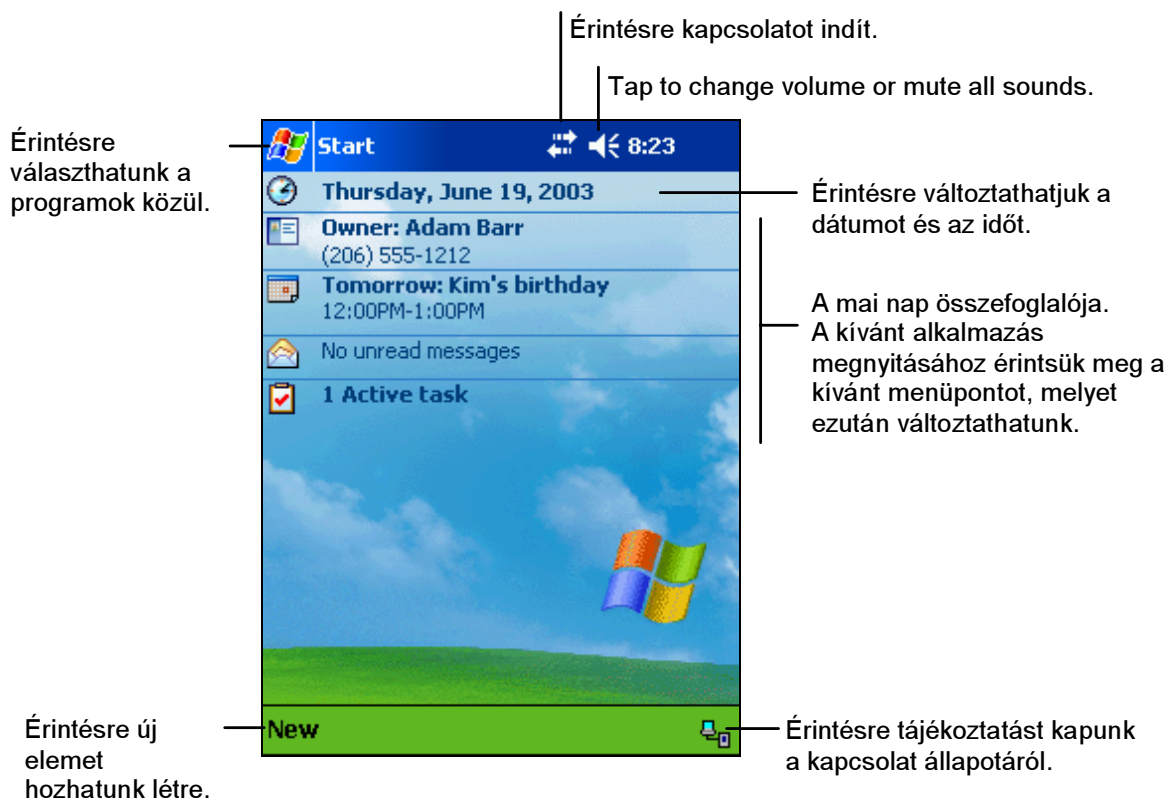 Érintésre kapcsolatot indít.
Tap to change volume or mute all sounds.
Érintésre
választhatunk a
programok közül.
Start
8:23
Thursday, June 19, 2003
Érintésre változtathatjuk a
dátumot és az időt.
Owner: Adam Barr
(206) 555-1212
Tomorrow: Kim's birthday
12:00PM-1:00PM
No unread messages
1 Active task
A mai nap összefoglalója.
A kívánt alkalmazás
megnyitásához érintsük meg a
kívánt menüpontot, melyet
ezután változtathatunk.
Érintésre új
elemet
hozhatunk létre.
New
Érintésre tájékoztatást kapunk
a kapcsolat állapotáról.